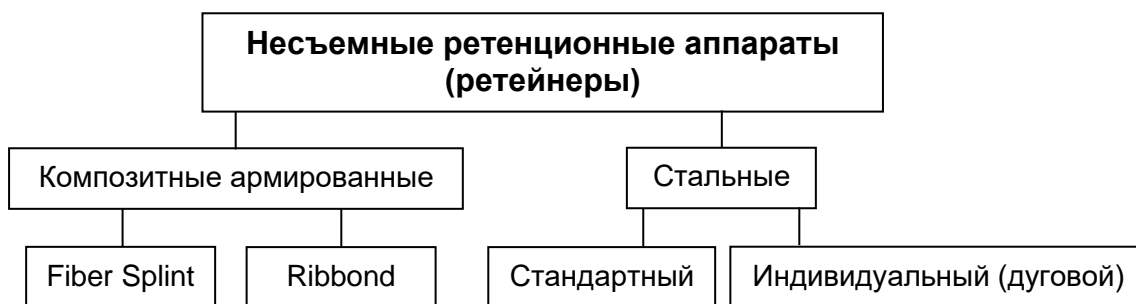 Несъемные ретенционные аппараты
(ретейнеры)
Композитные армированные
Стальные
Fiber Splint
Ribbond
Стандартный
Индивидуальный (дуговой)